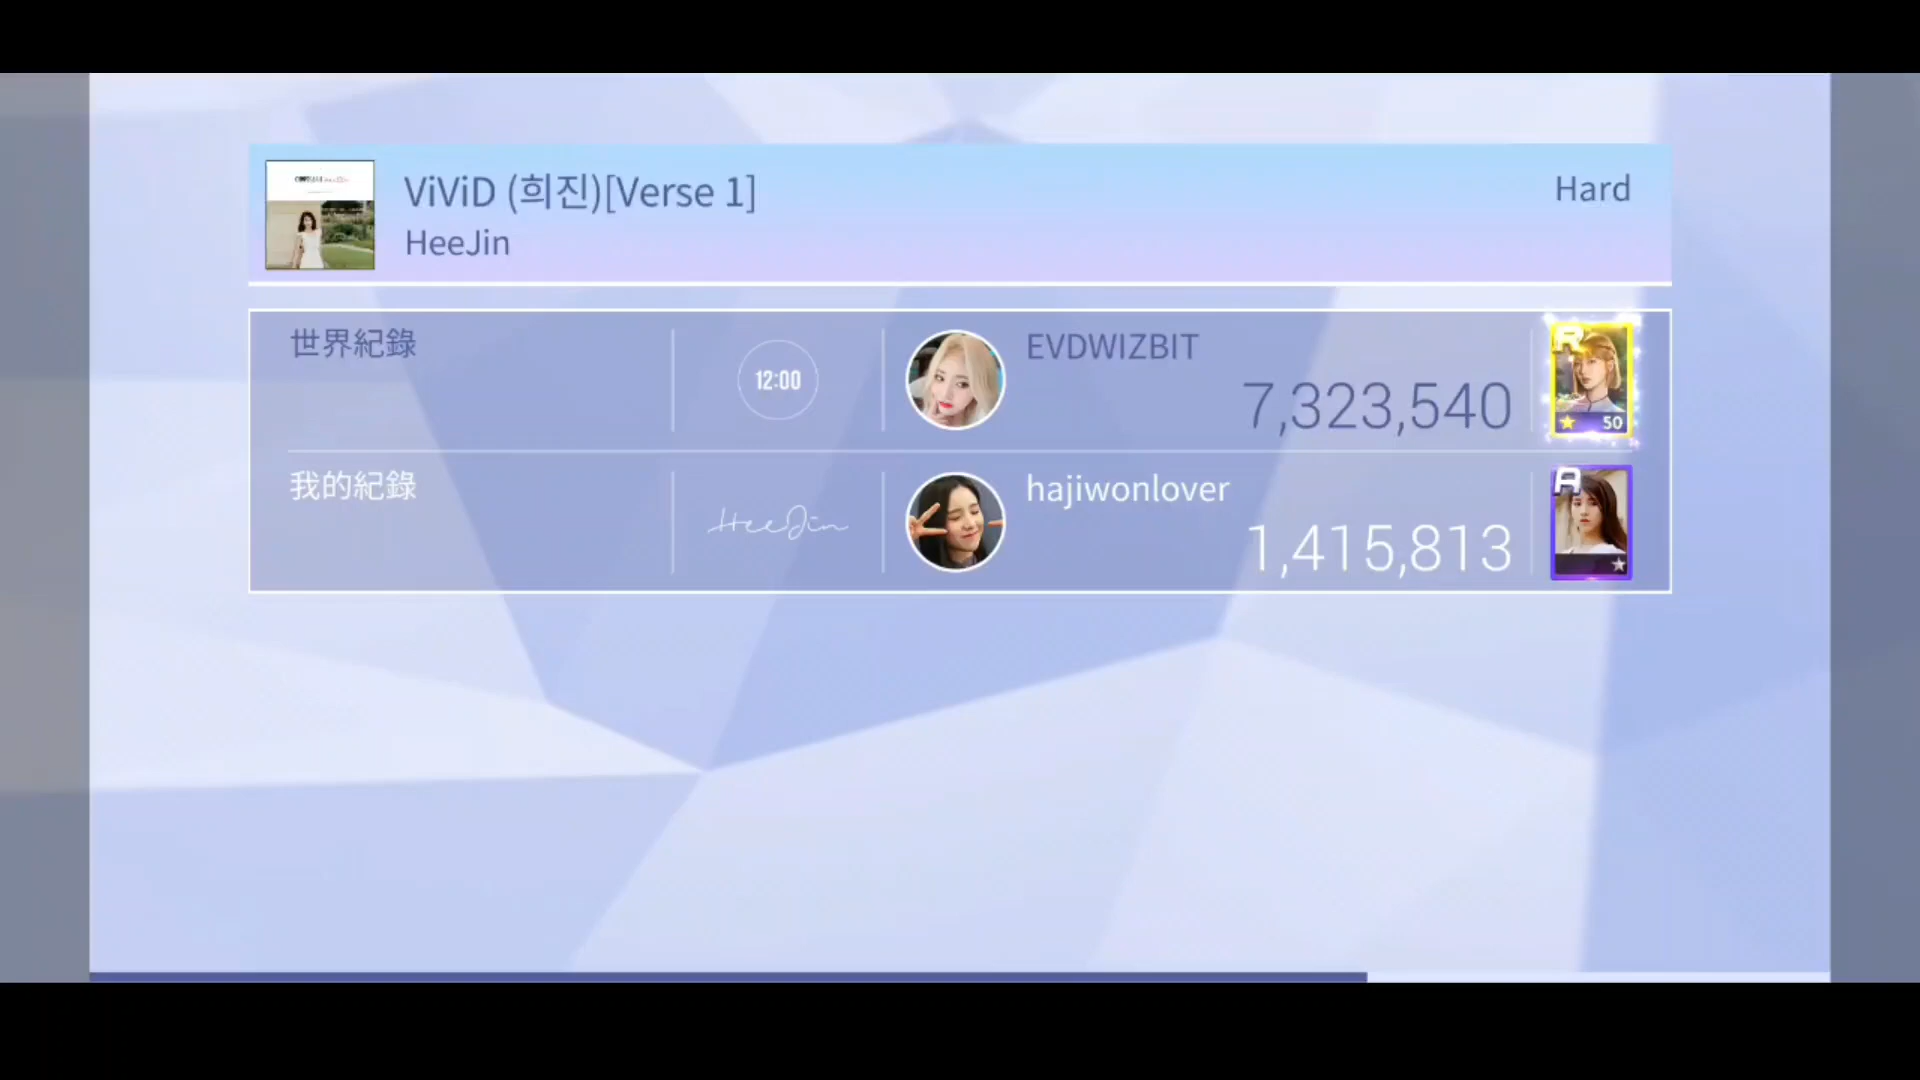 ViViD (희진)[Verse 1]
HeeJin
Hard
世界紀錄
12:00
EVDWIZBIT
7,323,540
R
50
我的紀錄
HeeJin
hajiwonlover
1,415,813
A